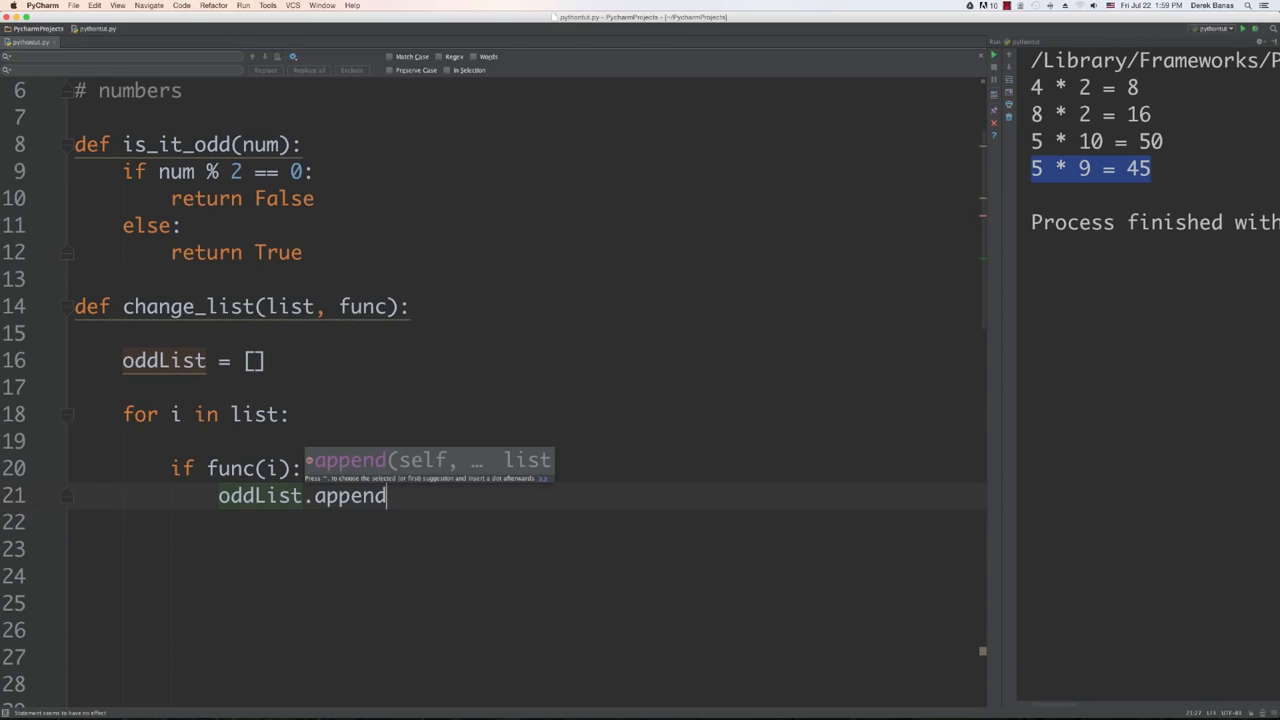 PyCharm File Edit View Navigate Code Refactor Run Tools VCS Window Help
10 Fri Jul 22 1:59 PM Derek Banas
pythontut.py - PycharmProjects - [~/PycharmProjects]
PycharmProjects pythontut.py pythontut
pythontut.py Run pythontut
Match Case Regex Words
Replace Replace all Exclude Preserve Case In Selection
6 # numbers
7
8 def is_it_odd(num):
9 if num % 2 == 0:
10 return False
11 else:
12 return True
13
14 def change_list(list, func):
15
16 oddList = []
17
18 for i in list:
19
20 if func(i):
21 oddList.append
22
23
24
25
26
27
28
append(self, … list
Press ^. to choose the selected (or first) suggestion and insert a dot afterwards >>
/Library/Frameworks/P
4 * 2 = 8
8 * 2 = 16
5 * 10 = 50
5 * 9 = 45
Process finished with
Statement seems to have no effect 21:27 LF UTF-8